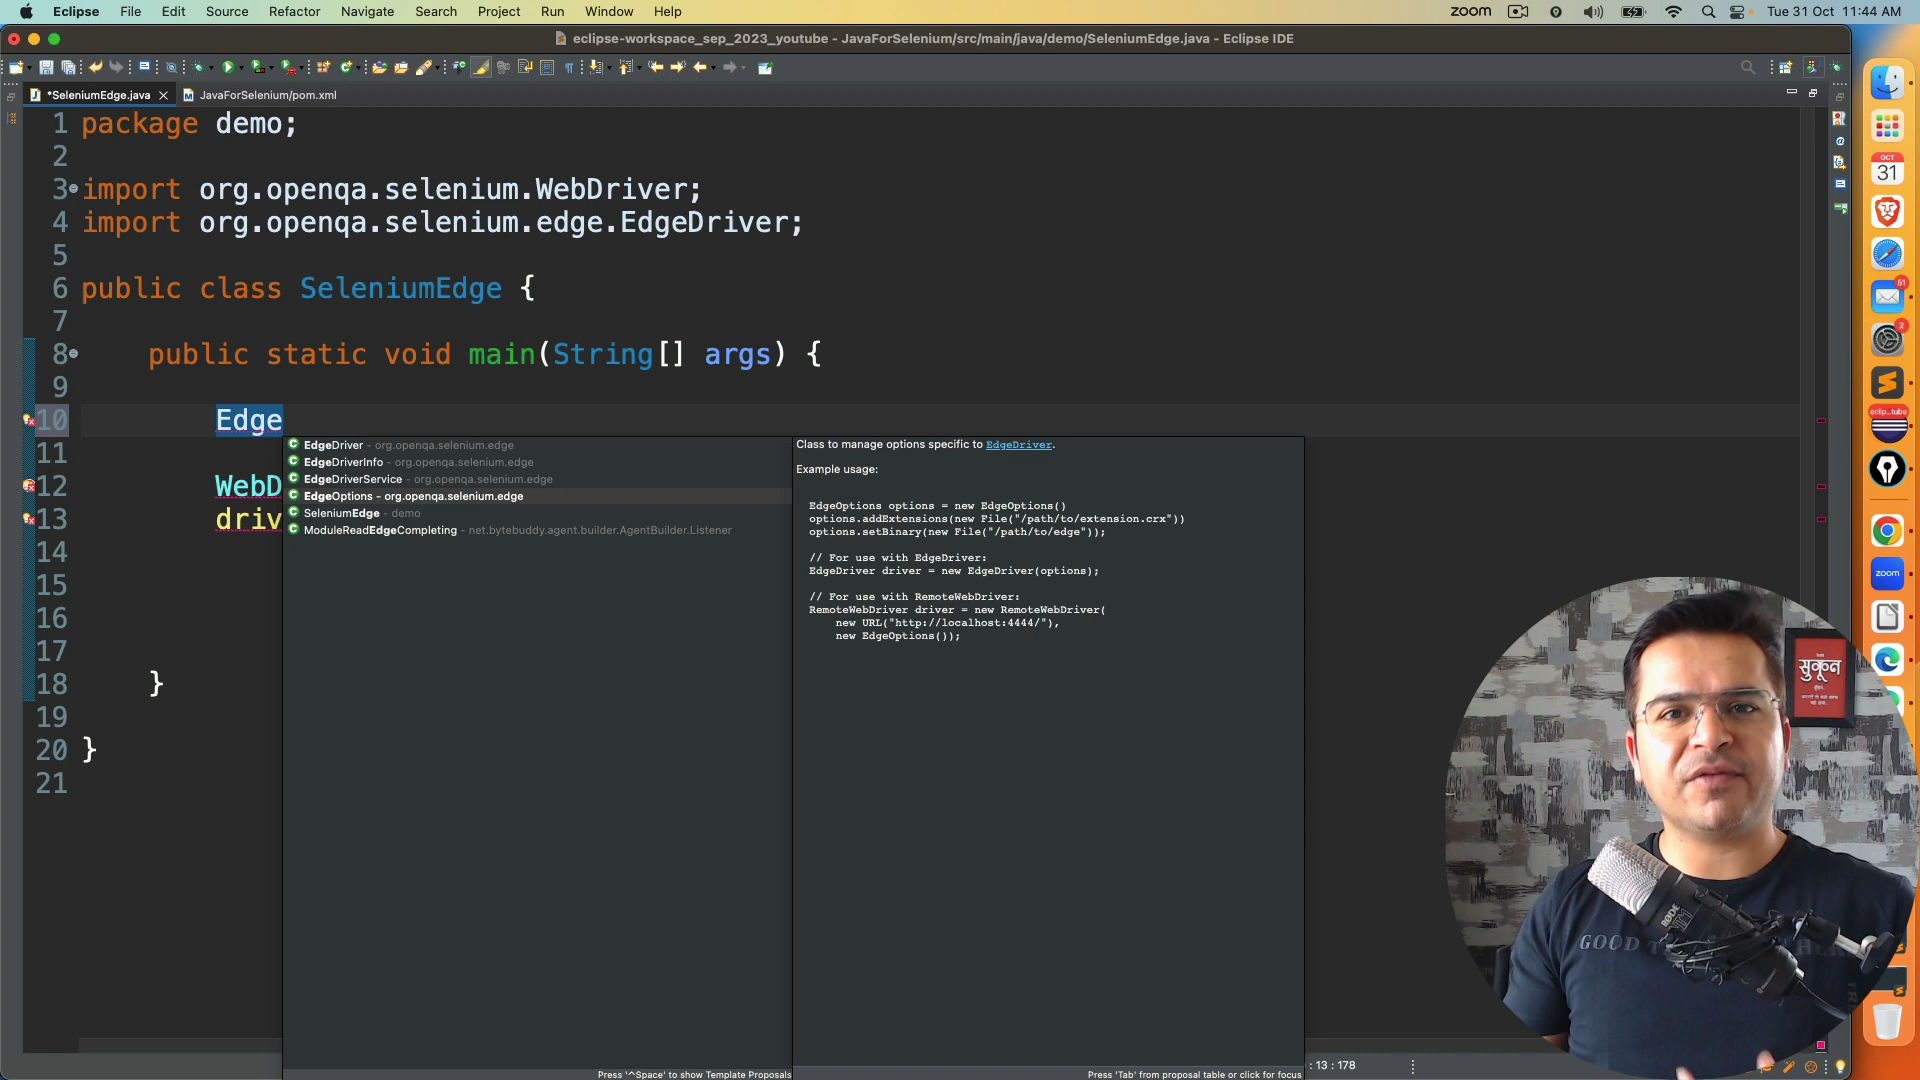 Eclipse File Edit Source Refactor Navigate Search Project Run Window Help zoom Tue 31 Oct 11:44 AM
eclipse-workspace_sep_2023_youtube - JavaForSelenium/src/main/java/demo/SeleniumEdge.java - Eclipse IDE
*SeleniumEdge.java JavaForSelenium/pom.xml
1 package demo;
2
3 import org.openqa.selenium.WebDriver;
4 import org.openqa.selenium.edge.EdgeDriver;
5
6 public class SeleniumEdge {
7
8 public static void main(String[] args) {
9
10 Edge
11
12 WebD
13 driv
14
15
16
17
18 }
19
20 }
21
EdgeDriver - org.openqa.selenium.edge
EdgeDriverInfo - org.openqa.selenium.edge
EdgeDriverService - org.openqa.selenium.edge
EdgeOptions - org.openqa.selenium.edge
SeleniumEdge - demo
ModuleReadEdgeCompleting - net.bytebuddy.agent.builder.AgentBuilder.Listener
Press '^Space' to show Template Proposals
Class to manage options specific to EdgeDriver.
Example usage:
EdgeOptions options = new EdgeOptions()
options.addExtensions(new File("/path/to/extension.crx"))
options.setBinary(new File("/path/to/edge"));
// For use with EdgeDriver:
EdgeDriver driver = new EdgeDriver(options);
// For use with RemoteWebDriver:
RemoteWebDriver driver = new RemoteWebDriver(
new URL("http://localhost:4444/"),
new EdgeOptions());
Press 'Tab' from proposal table or click for focus
: 13 : 178
OCT
31
51
2
eclip...tube
zoom
सुकून
RØDE
GOOD